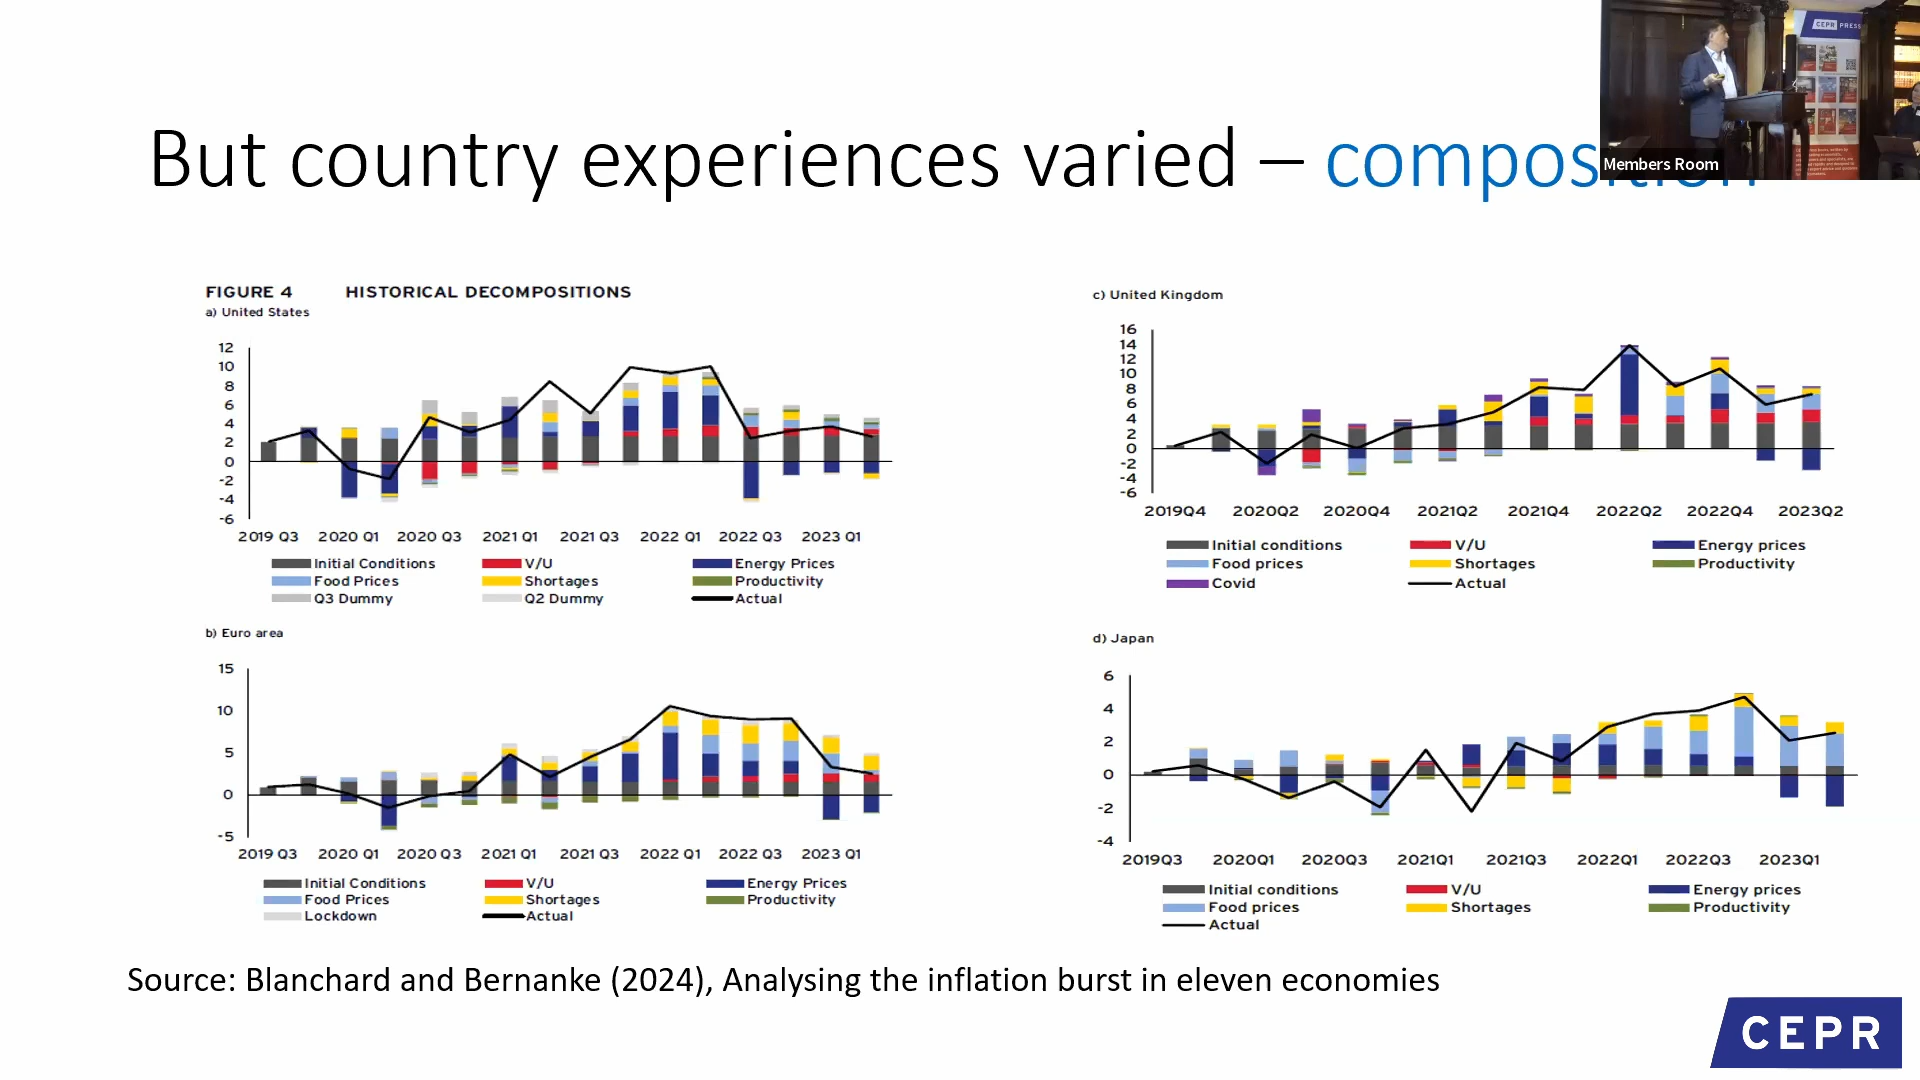 But country experiences varied – composition
CEPR PRESS
Members Room
FIGURE 4 HISTORICAL DECOMPOSITIONS
a) United States
12
10
8
6
4
2
0
-2
-4
-6
2019 Q3 2020 Q1 2020 Q3 2021 Q1 2021 Q3 2022 Q1 2022 Q3 2023 Q1
Initial Conditions V/U Energy Prices
Food Prices Shortages Productivity
Q3 Dummy Q2 Dummy Actual
b) Euro area
15
10
5
0
-5
2019 Q3 2020 Q1 2020 Q3 2021 Q1 2021 Q3 2022 Q1 2022 Q3 2023 Q1
Initial Conditions V/U Energy Prices
Food Prices Shortages Productivity
Lockdown Actual
c) United Kingdom
16
14
12
10
8
6
4
2
0
-2
-4
-6
2019Q4 2020Q2 2020Q4 2021Q2 2021Q4 2022Q2 2022Q4 2023Q2
Initial conditions V/U Energy prices
Food prices Shortages Productivity
Covid Actual
d) Japan
6
4
2
0
-2
-4
2019Q3 2020Q1 2020Q3 2021Q1 2021Q3 2022Q1 2022Q3 2023Q1
Initial conditions V/U Energy prices
Food prices Shortages Productivity
Actual
Source: Blanchard and Bernanke (2024), Analysing the inflation burst in eleven economies
CEPR